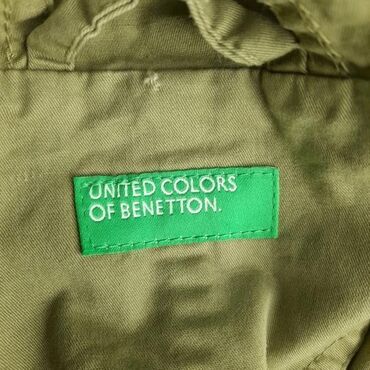 UNITED COLORS
OF BENETTON.